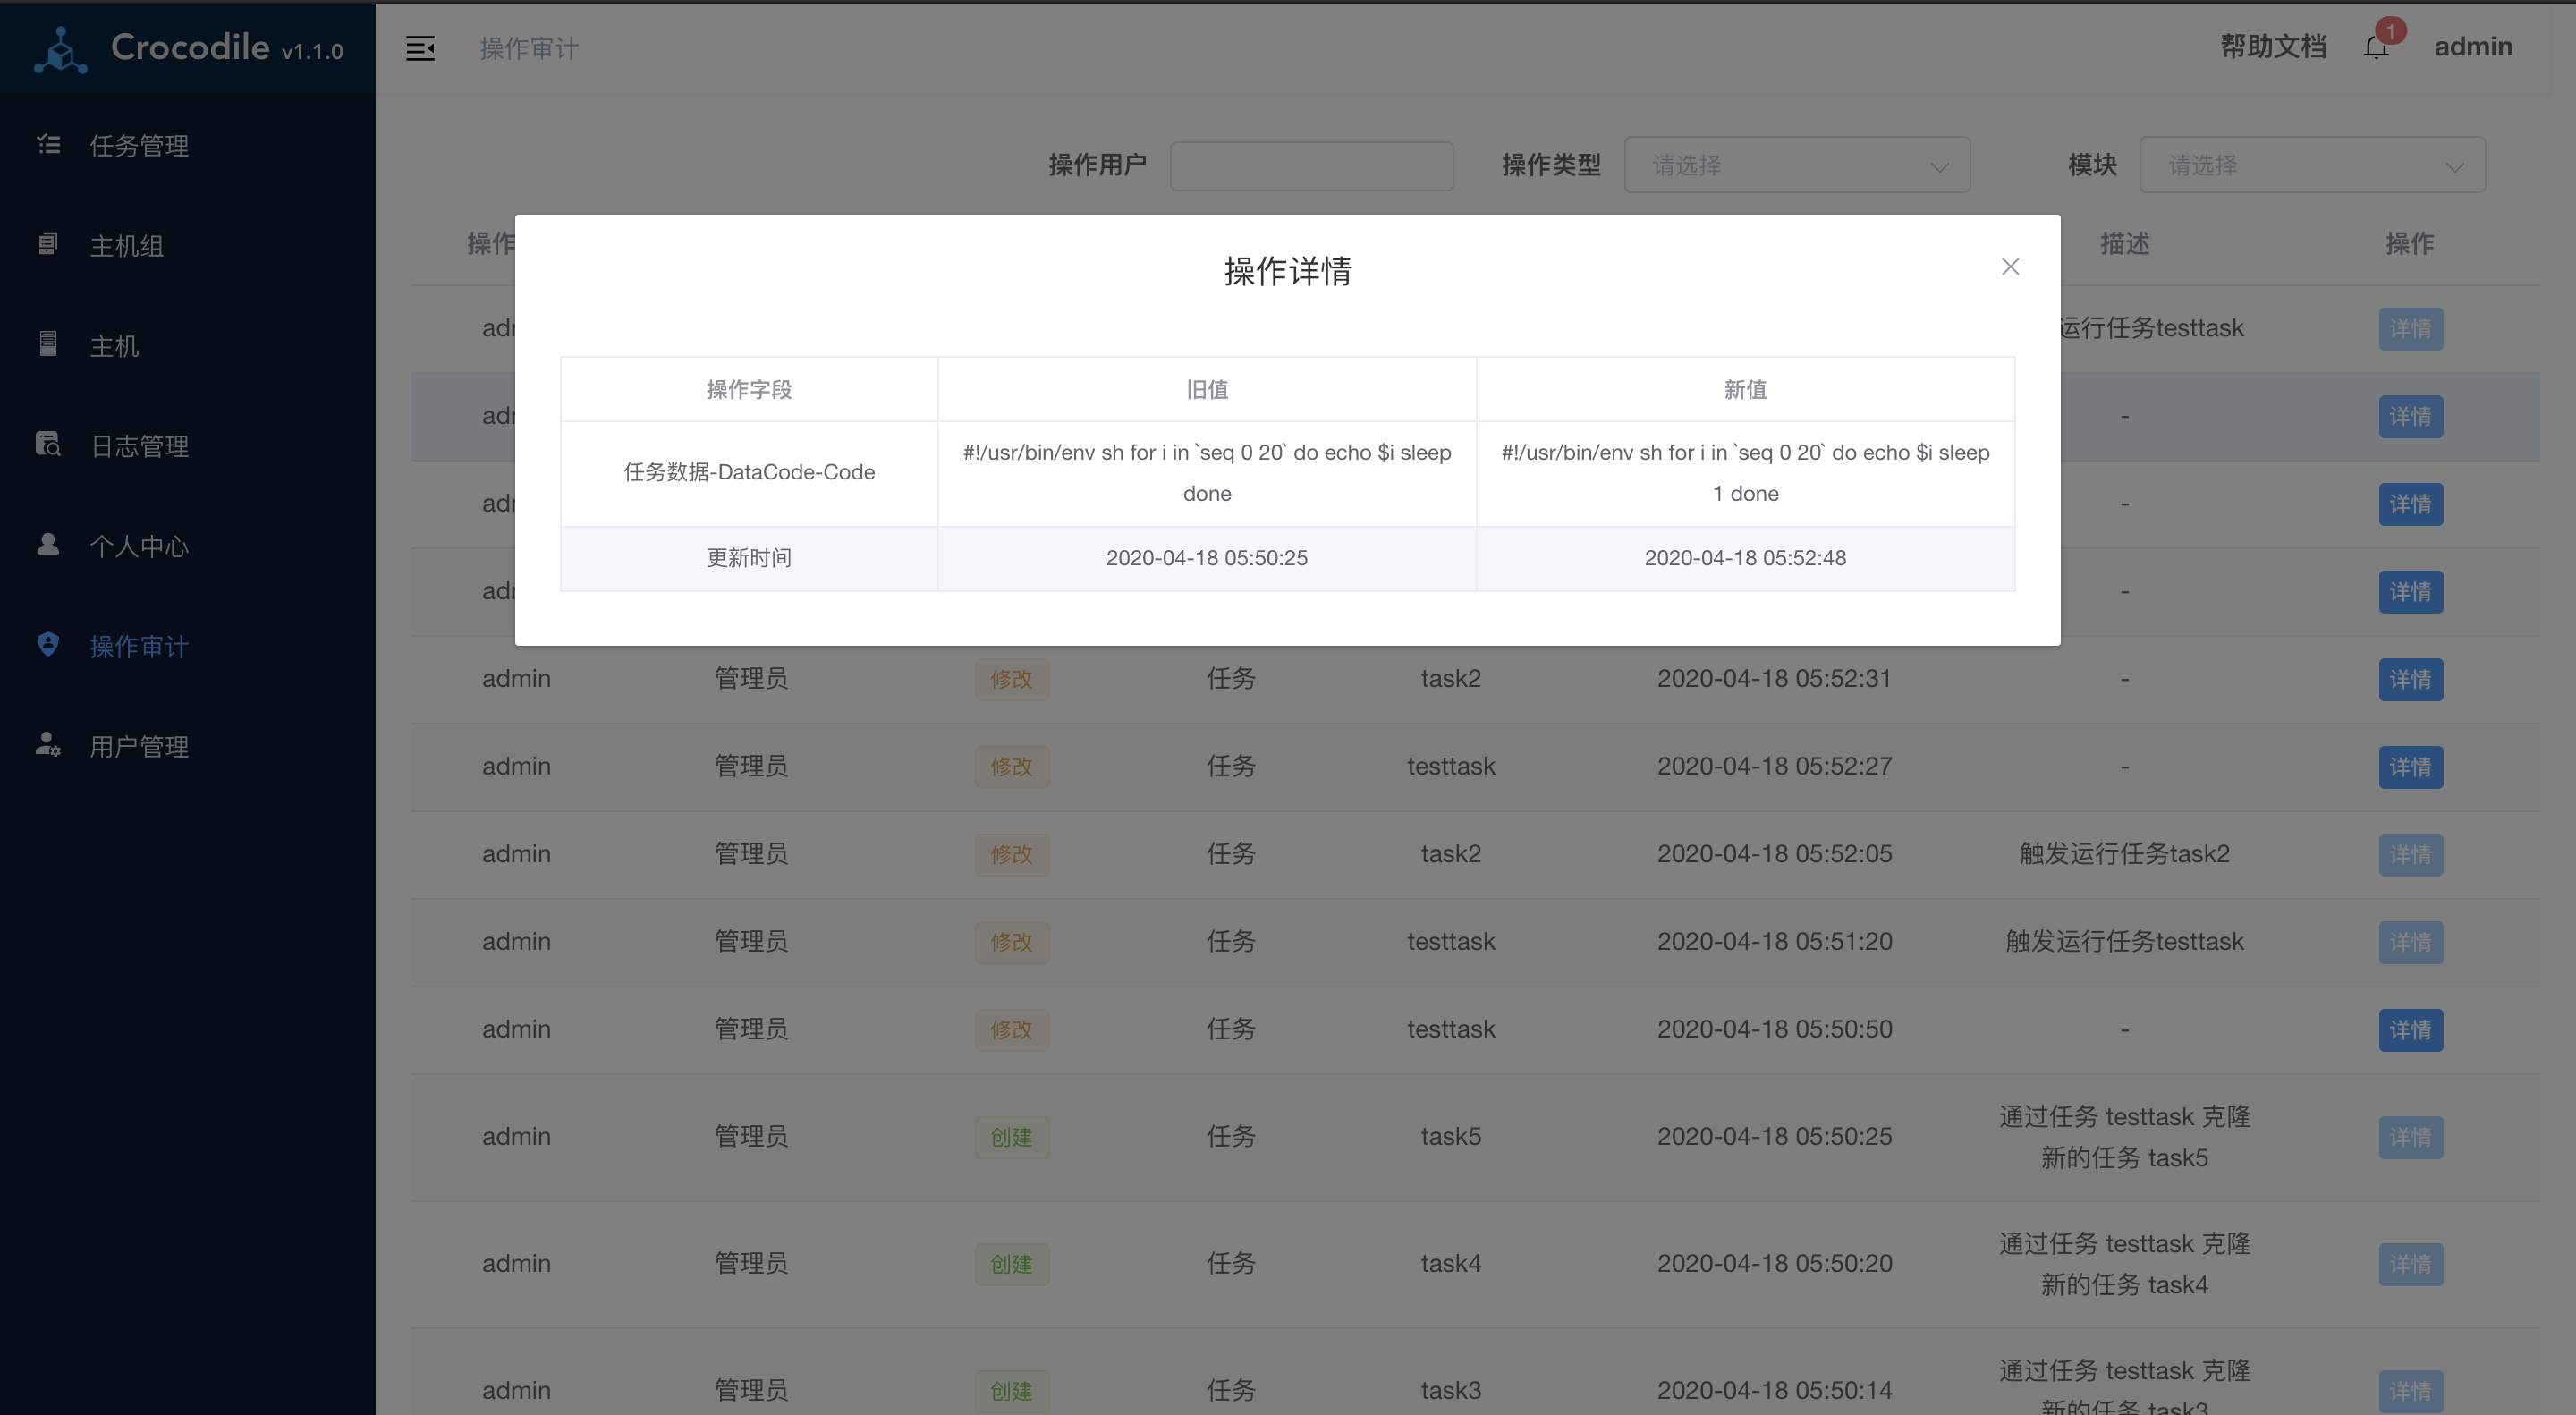 Crocodile v1.1.0
操作审计
帮助文档
1
admin
任务管理
主机组
主机
日志管理
个人中心
操作审计
用户管理
操作用户
操作类型 请选择
模块 请选择
操作
描述 操作
运行任务testtask 详情
- 详情
- 详情
- 详情
操作详情
操作字段 旧值 新值
任务数据-DataCode-Code
#!/usr/bin/env sh for i in `seq 0 20` do echo $i sleep
done
#!/usr/bin/env sh for i in `seq 0 20` do echo $i sleep
1 done
更新时间 2020-04-18 05:50:25 2020-04-18 05:52:48
admin 管理员 修改 任务 task2 2020-04-18 05:52:31 - 详情
admin 管理员 修改 任务 testtask 2020-04-18 05:52:27 - 详情
admin 管理员 修改 任务 task2 2020-04-18 05:52:05 触发运行任务task2 详情
admin 管理员 修改 任务 testtask 2020-04-18 05:51:20 触发运行任务testtask 详情
admin 管理员 修改 任务 testtask 2020-04-18 05:50:50 - 详情
admin 管理员 创建 任务 task5 2020-04-18 05:50:25 通过任务 testtask 克隆
新的任务 task5 详情
admin 管理员 创建 任务 task4 2020-04-18 05:50:20 通过任务 testtask 克隆
新的任务 task4 详情
admin 管理员 创建 任务 task3 2020-04-18 05:50:14 通过任务 testtask 克隆
新的任务 task3 详情